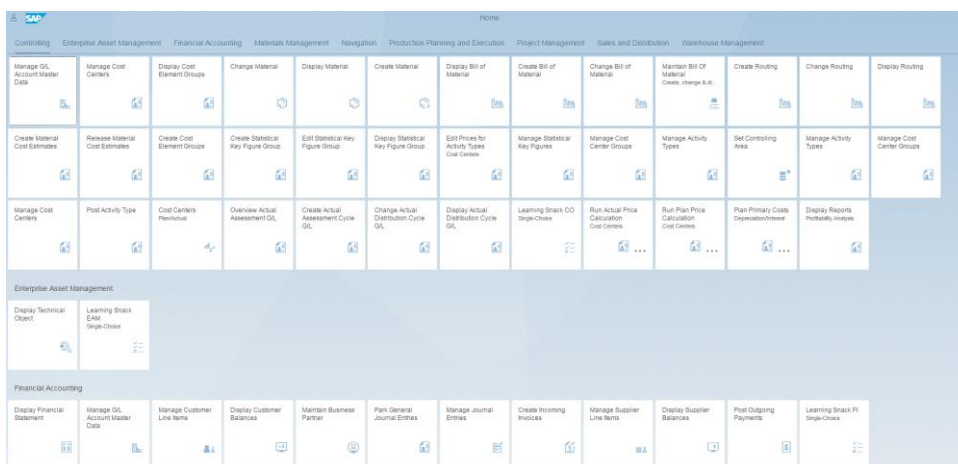 SAP
Home
Controlling Enterprise Asset Management Financial Accounting Materials Management Navigation Production Planning and Execution Project Management Sales and Distribution Warehouse Management
Manage G/L
Account Master
Data
Manage Cost
Centers
Display Cost
Element Groups
Change Material
Display Material
Create Material
Display Bill of
Material
Create Bill of
Material
Change Bill of
Material
Maintain Bill Of
Material
Create, change & di...
Create Routing
Change Routing
Display Routing
Create Material
Cost Estimates
Release Material
Cost Estimates
Create Cost
Element Groups
Create Statistical
Key Figure Group
Edit Statistical Key
Figure Group
Display Statistical
Key Figure Group
Edit Prices for
Activity Types
Cost Centers
Manage Statistical
Key Figures
Manage Cost
Center Groups
Manage Activity
Types
Set Controlling
Area
Manage Activity
Types
Manage Cost
Center Groups
Manage Cost
Centers
Post Activity Type
Cost Centers
Plan/Actual
Overview Actual
Assessment G/L
Create Actual
Assessment Cycle
G/L
Change Actual
Distribution Cycle
G/L
Display Actual
Distribution Cycle
G/L
Learning Snack CO
Single-Choice
Run Actual Price
Calculation
Cost Centers
Run Plan Price
Calculation
Cost Centers
Plan Primary Costs
Depreciation/Interest
Display Reports
Profitability Analysis
Enterprise Asset Management
Display Technical
Object
Learning Snack
EAM
Single-Choice
Financial Accounting
Display Financial
Statement
Manage G/L
Account Master
Data
Manage Customer
Line Items
Display Customer
Balances
Maintain Business
Partner
Park General
Journal Entries
Manage Journal
Entries
Create Incoming
Invoices
Manage Supplier
Line Items
Display Supplier
Balances
Post Outgoing
Payments
Learning Snack FI
Single-Choice